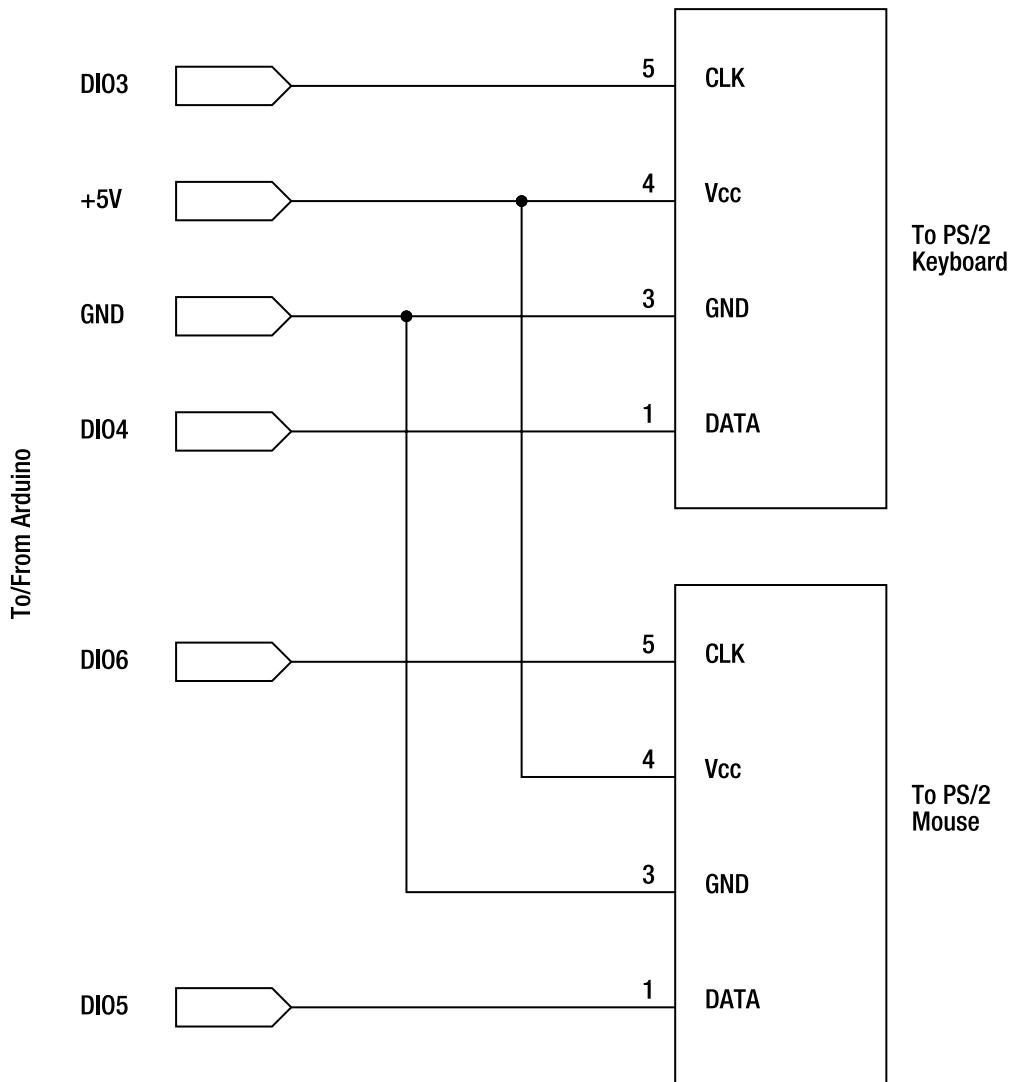 DIO3
5
CLK
+5V
4
Vcc
To PS/2
Keyboard
GND
3
GND
DIO4
1
DATA
To/From Arduino
DIO6
5
CLK
4
Vcc
To PS/2
Mouse
3
GND
DIO5
1
DATA